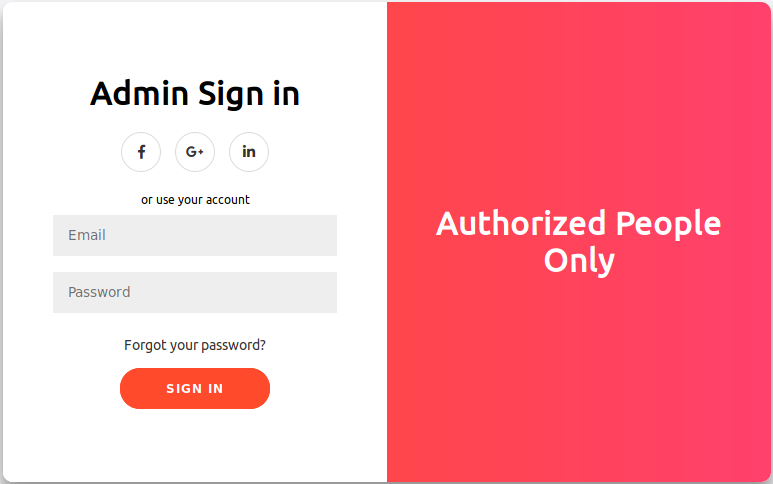 Admin Sign in
f G+ in
or use your account
Email
Password
Forgot your password?
SIGN IN
Authorized People
Only